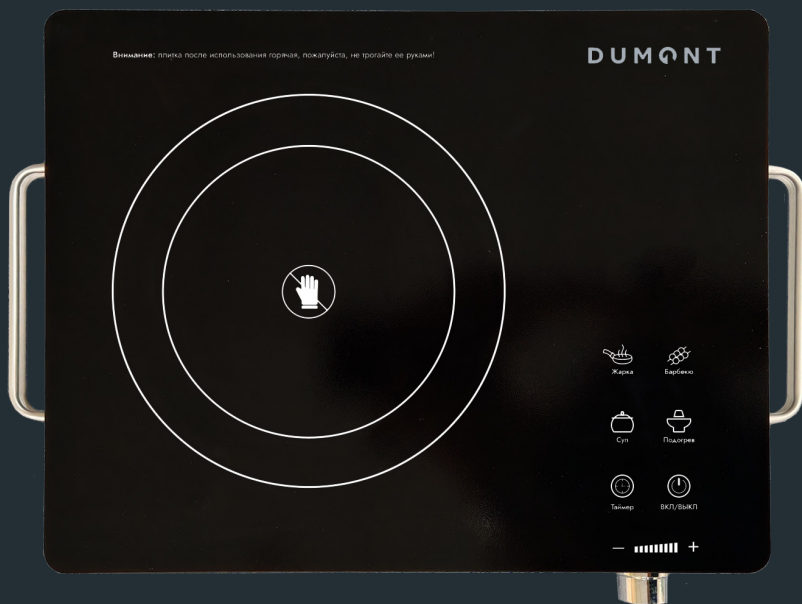 Внимание: плитка после использования горячая, пожалуйста, не трогайте ее руками!
DUMONT
Жарка
Барбекю
Суп
Подогрев
Таймер
ВКЛ/ВЫКЛ
– +